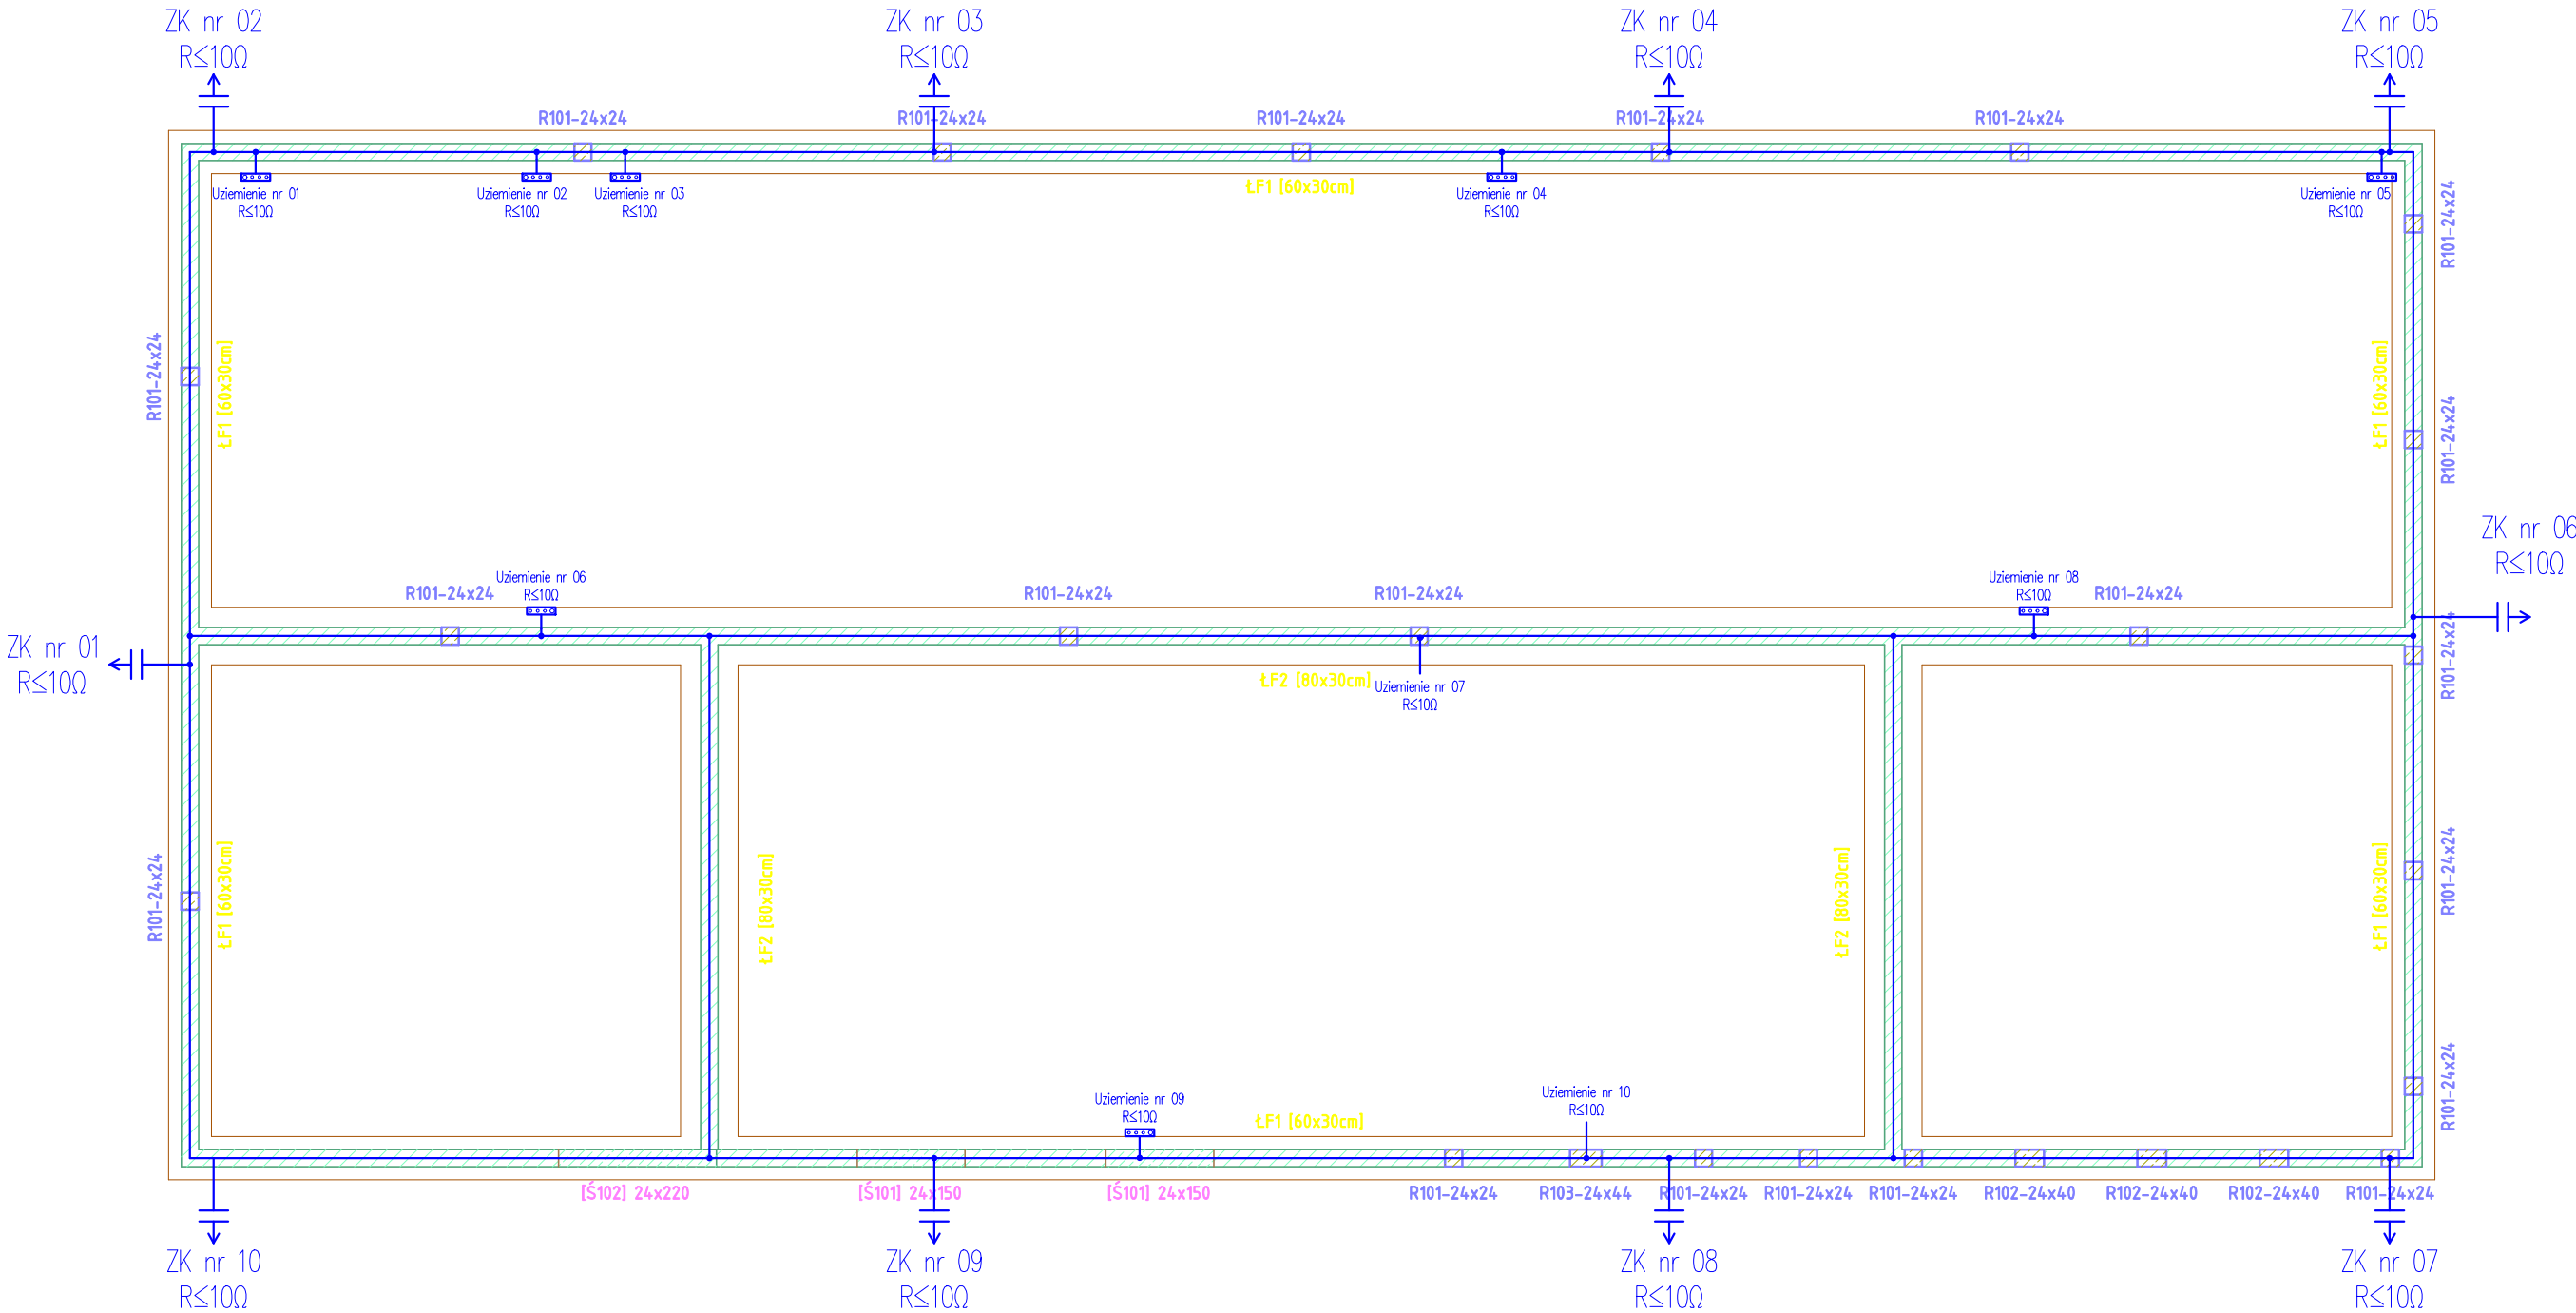 ZK nr 02
R≤10Ω
ZK nr 03
R≤10Ω
ZK nr 04
R≤10Ω
ZK nr 05
R≤10Ω
R101-24x24
R101-24x24
R101-24x24
R101-24x24
R101-24x24
Uziemienie nr 01
R≤10Ω
Uziemienie nr 02
R≤10Ω
Uziemienie nr 03
R≤10Ω
ŁF1 [60x30cm]
Uziemienie nr 04
R≤10Ω
Uziemienie nr 05
R≤10Ω
R101-24x24
R101-24x24
ŁF1 [60x30cm]
ŁF1 [60x30cm]
R101-24x24
ZK nr 06
R≤10Ω
R101-24x24
Uziemienie nr 06
R≤10Ω
R101-24x24
R101-24x24
Uziemienie nr 08
R≤10Ω
R101-24x24
R101-24x24
ZK nr 01
R≤10Ω
ŁF2 [80x30cm]
Uziemienie nr 07
R≤10Ω
R101-24x24
ŁF1 [60x30cm]
ŁF2 [80x30cm]
ŁF2 [80x30cm]
ŁF1 [60x30cm]
R101-24x24
R101-24x24
Uziemienie nr 09
R≤10Ω
ŁF1 [60x30cm]
Uziemienie nr 10
R≤10Ω
[Ś102] 24x220
[Ś101] 24x150
[Ś101] 24x150
R101-24x24
R103-24x44
R101-24x24
R101-24x24
R101-24x24
R102-24x40
R102-24x40
R102-24x40
R101-24x24
ZK nr 10
R≤10Ω
ZK nr 09
R≤10Ω
ZK nr 08
R≤10Ω
ZK nr 07
R≤10Ω